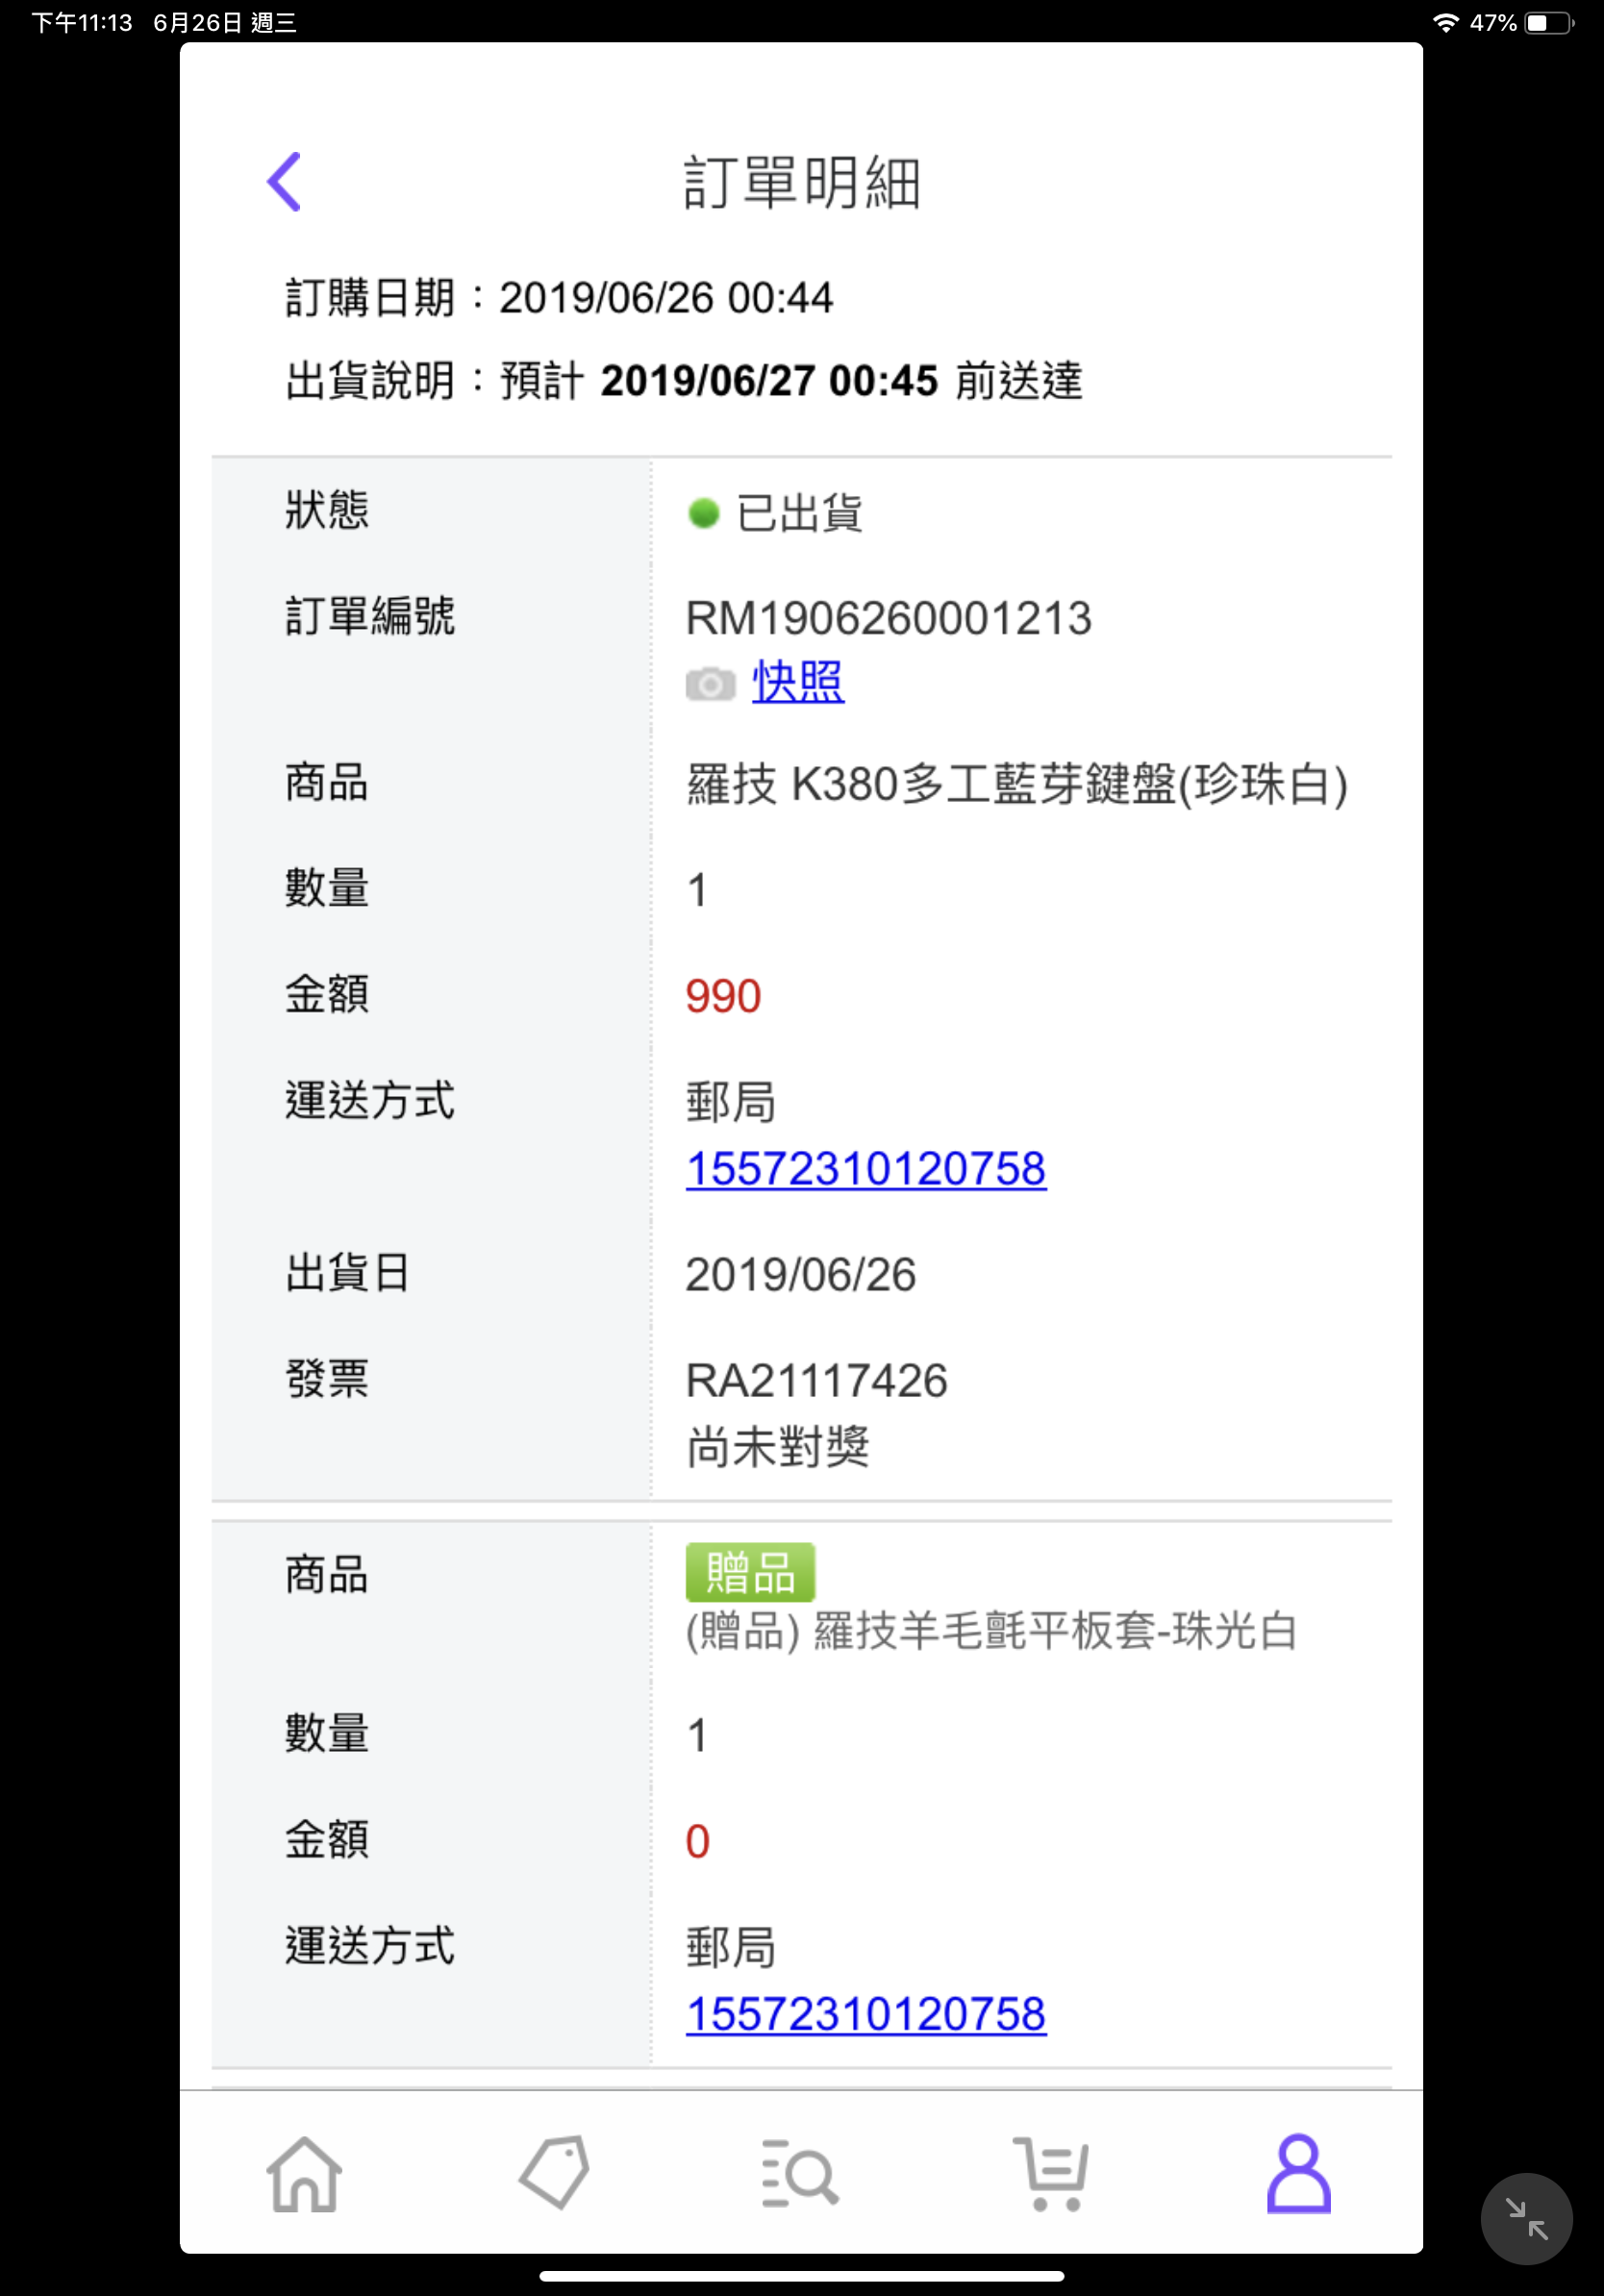 下午11:13 6月26日 週三 47%
訂單明細
訂購日期：2019/06/26 00:44
出貨說明：預計 2019/06/27 00:45 前送達
狀態 已出貨
訂單編號 RM1906260001213
快照
商品 羅技 K380多工藍芽鍵盤(珍珠白)
數量 1
金額 990
運送方式 郵局
15572310120758
出貨日 2019/06/26
發票 RA21117426
尚未對獎
商品 贈品
(贈品) 羅技羊毛氈平板套-珠光白
數量 1
金額 0
運送方式 郵局
15572310120758